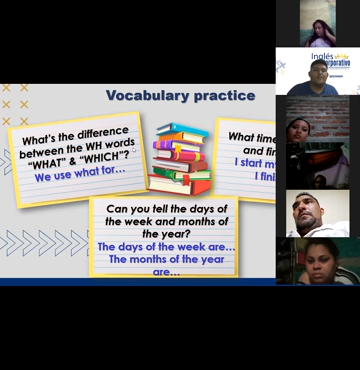 Vocabulary practice
What's the difference
between the WH words
"WHAT" & "WHICH"?
We use what for…
What time
and fin
I start my
I fini
Can you tell the days of
the week and months of
the year?
The days of the week are…
The months of the year
are…
Inglés
orporativo